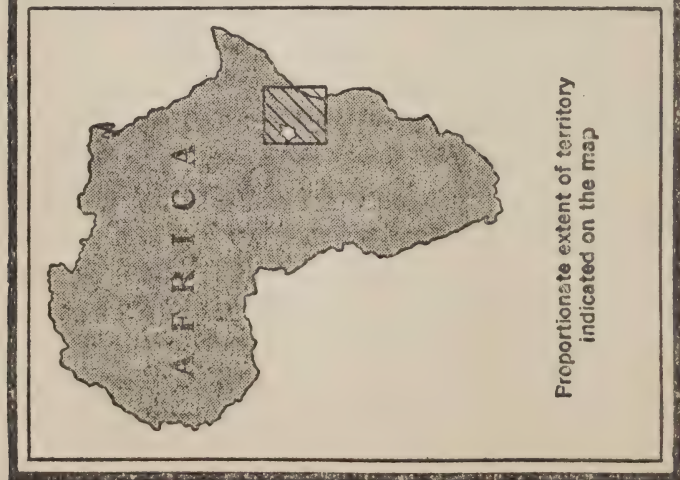 AFRICA
Proportionate extent of territory
indicated on the map